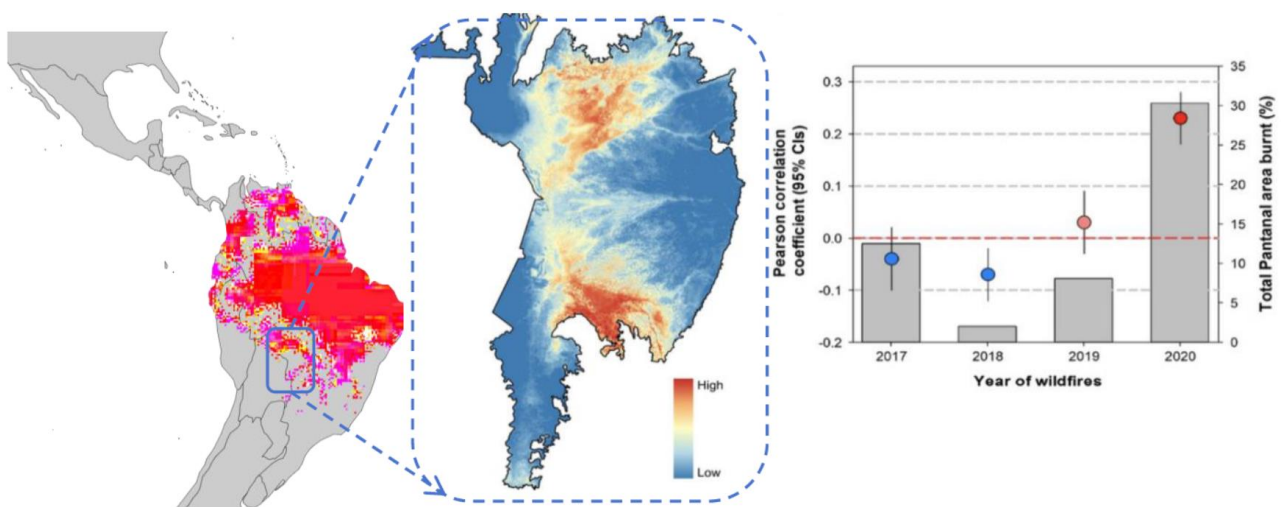 High
Low
Pearson correlation
coefficient (95% CIs)
0.3
0.2
0.1
0.0
-0.1
-0.2
35
30
25
20
15
10
5
0
Total Pantanal area burnt (%)
2017 2018 2019 2020
Year of wildfires